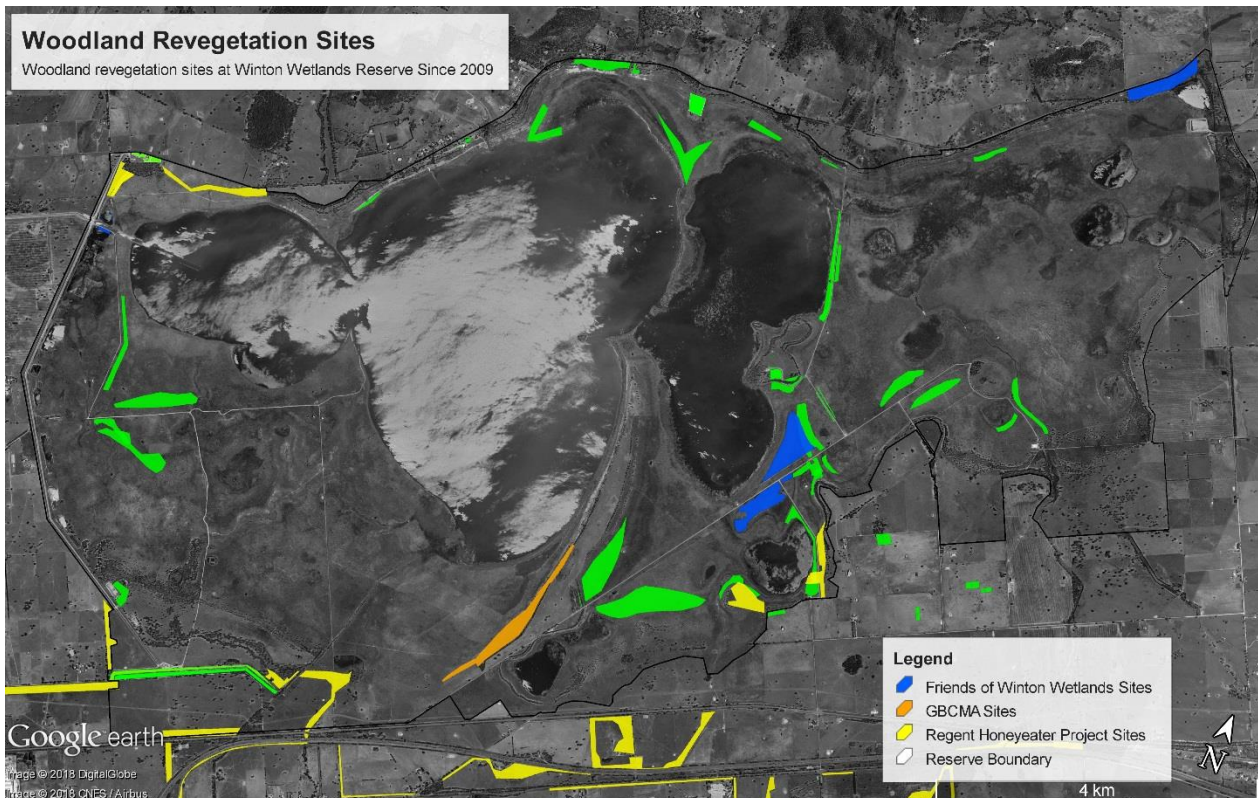 Woodland Revegetation Sites
Woodland revegetation sites at Winton Wetlands Reserve Since 2009
Legend
Friends of Winton Wetlands Sites
GBCMA Sites
Regent Honeyeater Project Sites
Reserve Boundary
N
4 km
Google earth
Image © 2018 DigitalGlobe
Image © 2018 CNES / Airbus